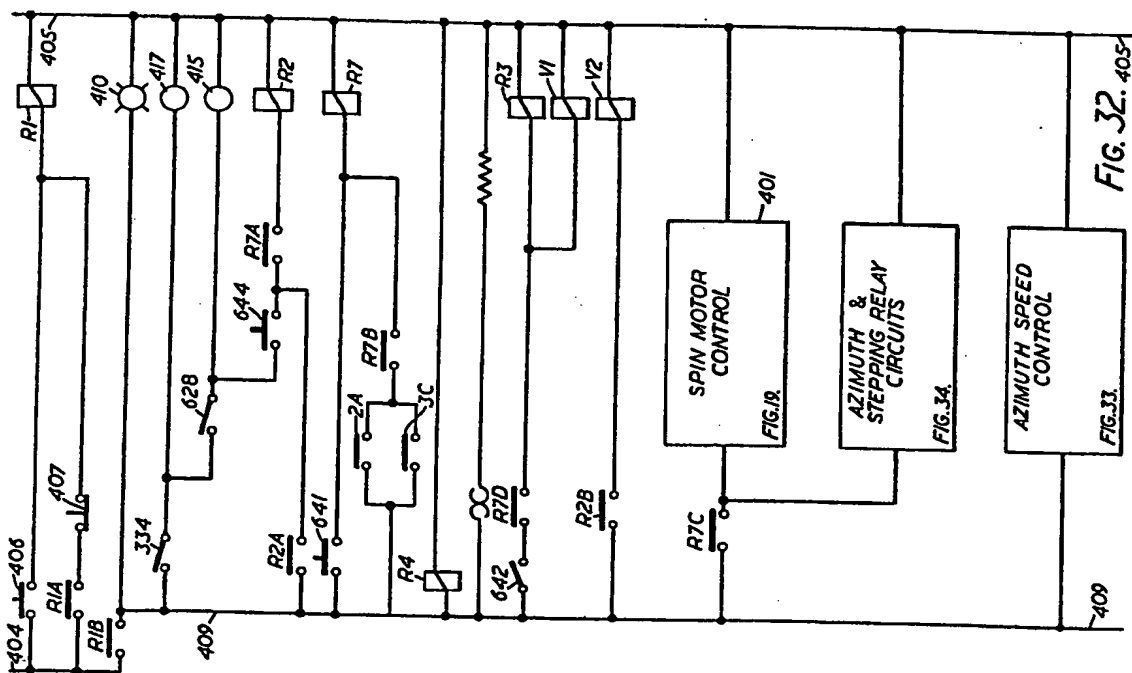 405
R1
410
417
415
R2
R7
R3
V1
V2
405
FIG. 32.
R7A
644
628
R7B
2A
3C
401
SPIN MOTOR
CONTROL
FIG.19.
AZIMUTH &
STEPPING RELAY
CIRCUITS
FIG.34.
AZIMUTH SPEED
CONTROL
FIG.33.
407
334
R7D
R2B
R7C
406
404
R1A
R1B
R2A
641
R4
642
409
409